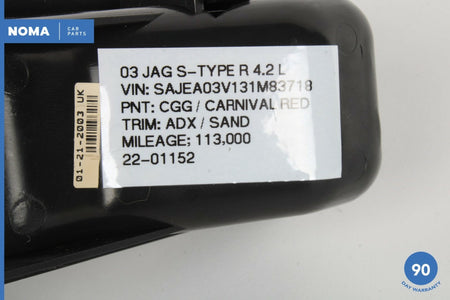 NOMA CAR PARTS
03 JAG S-TYPE R 4.2 L
VIN: SAJEA03V131M83718
PNT: CGG / CARNIVAL RED
TRIM: ADX / SAND
MILEAGE; 113,000
22-01152
01-21-2003 UK
90
DAY WARRANTY